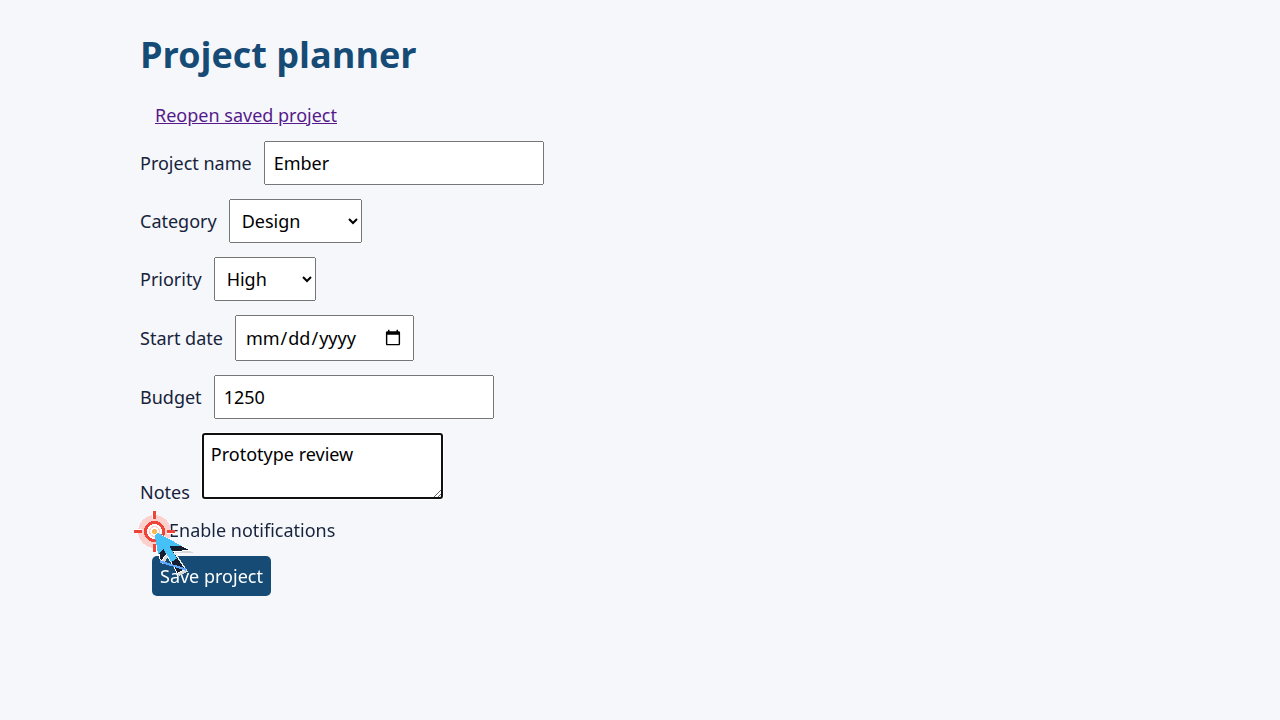 Project planner
Reopen saved project
Project name Ember
Category Design
Priority High
Start date mm/dd/yyyy
Budget 1250
Prototype review
Notes
Enable notifications
Save project